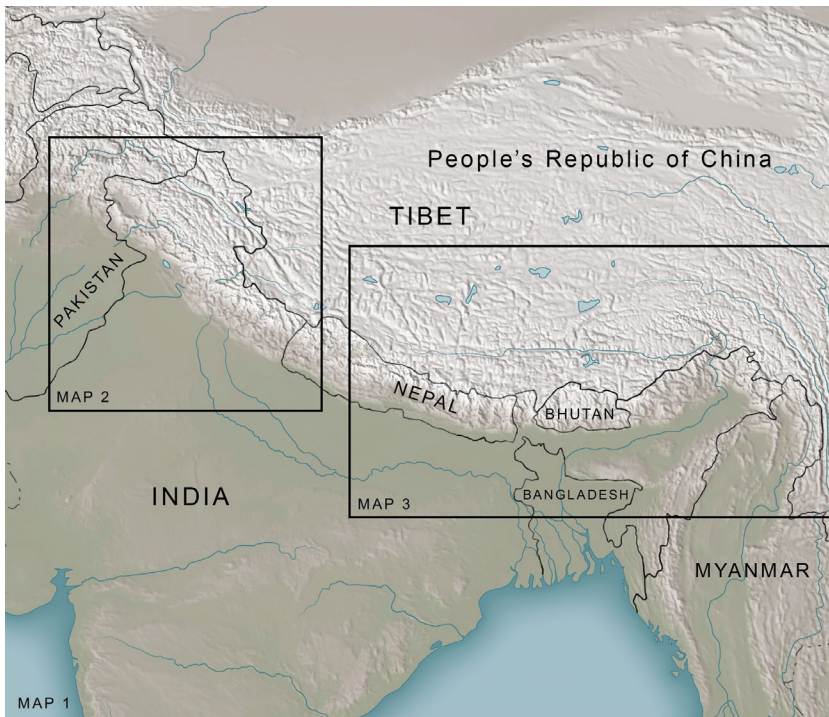 People's Republic of China
TIBET
PAKISTAN
MAP 2
NEPAL
BHUTAN
INDIA
BANGLADESH
MAP 3
MYANMAR
MAP 1